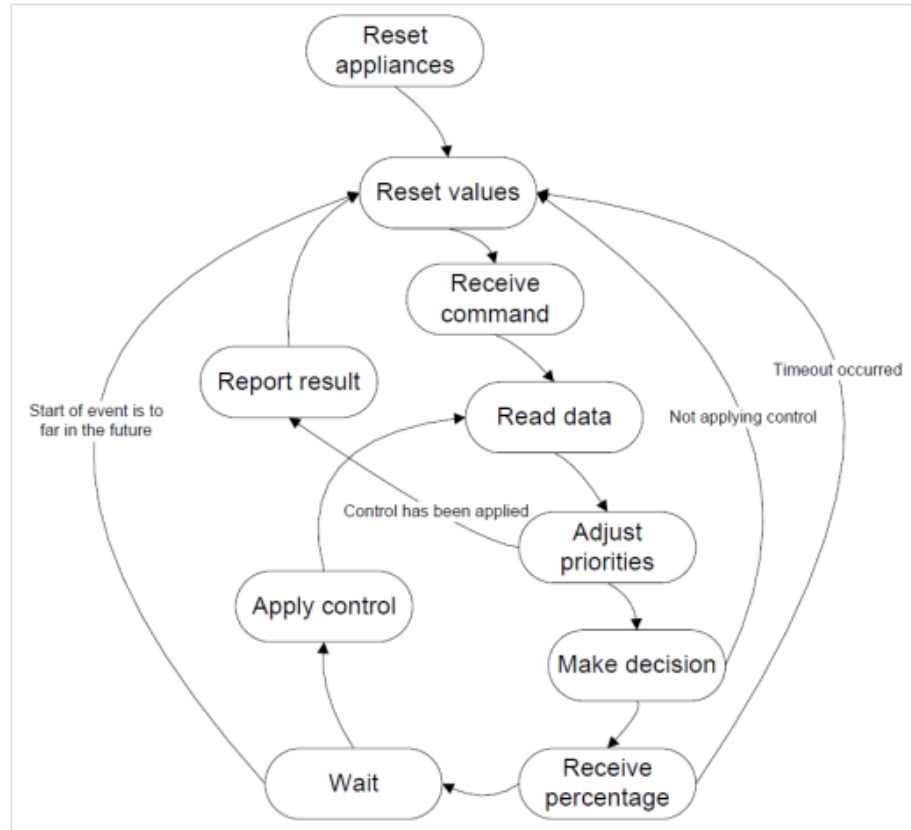 Reset
appliances
Reset values
Receive
command
Report result
Read data
Timeout occurred
Start of event is to
far in the future
Not applying control
Control has been applied
Adjust
priorities
Apply control
Make decision
Wait
Receive
percentage